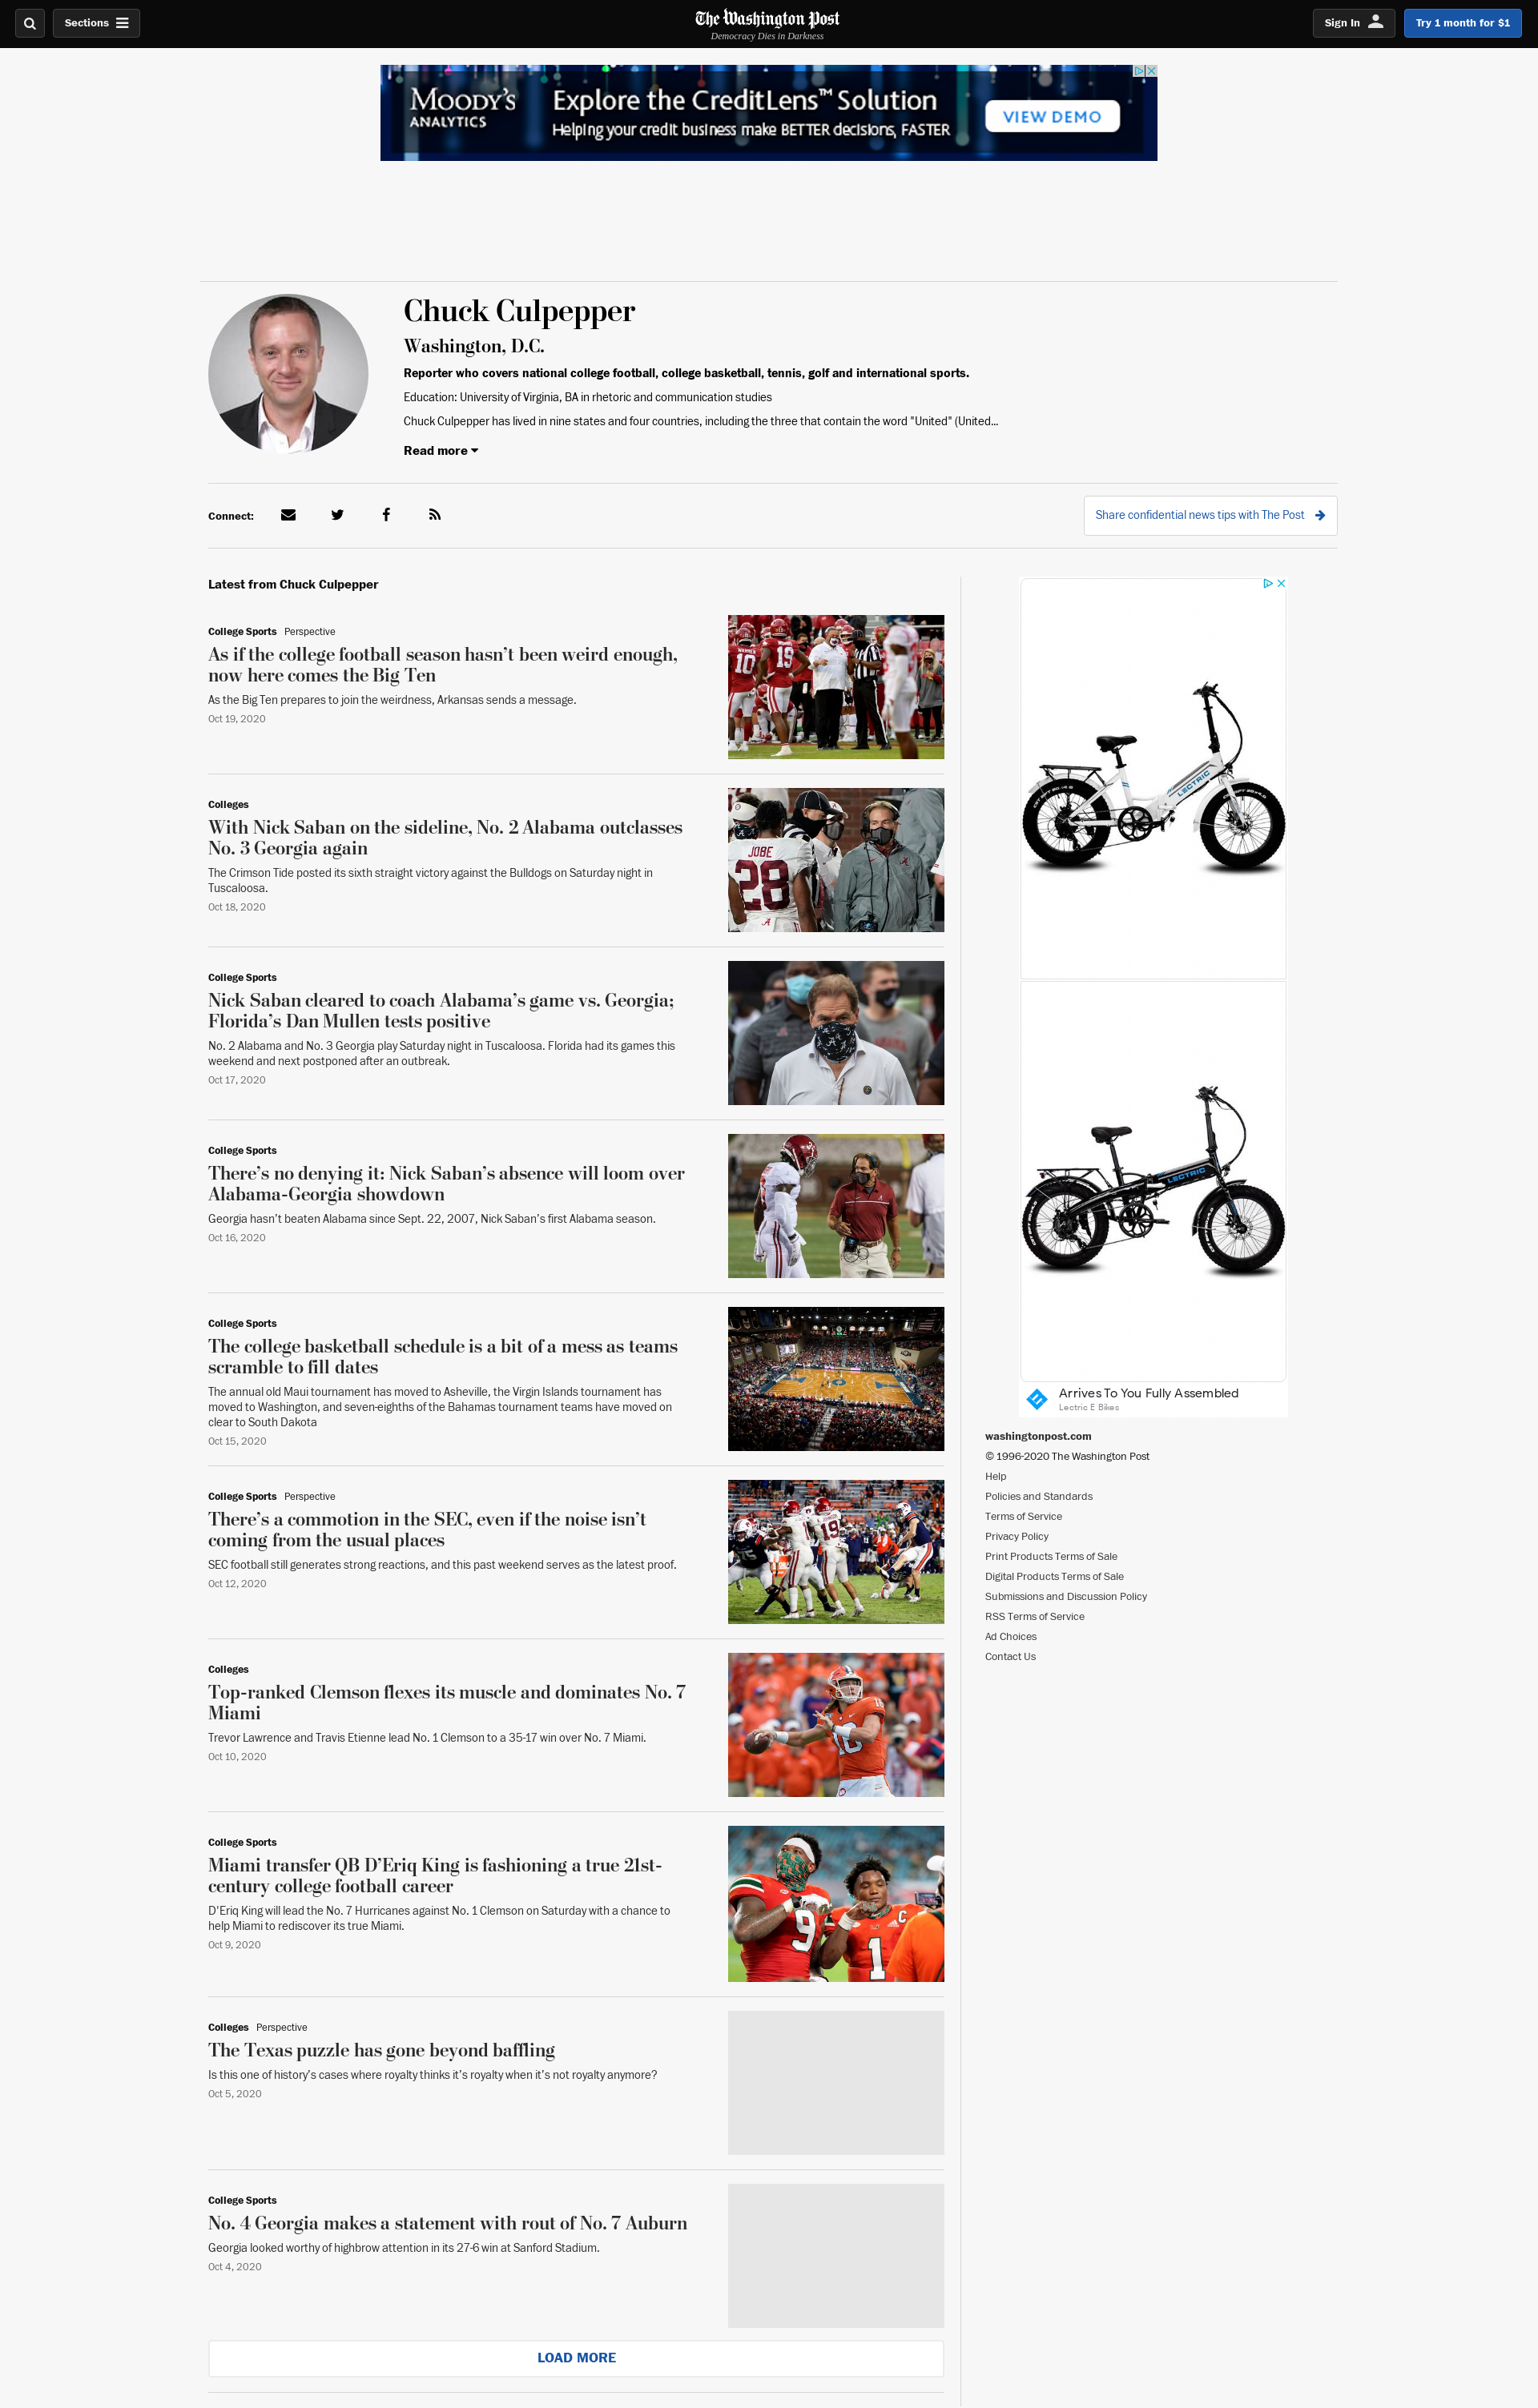 Sections
The Washington Post
Democracy Dies in Darkness
Sign In
Try 1 month for $1
MOODY'S
ANALYTICS
Explore the CreditLens™ Solution
Helping your credit business make BETTER decisions, FASTER
VIEW DEMO
Chuck Culpepper
Washington, D.C.
Reporter who covers national college football, college basketball, tennis, golf and international sports.
Education: University of Virginia, BA in rhetoric and communication studies
Chuck Culpepper has lived in nine states and four countries, including the three that contain the word "United" (United...
Read more
Connect:
Share confidential news tips with The Post
Latest from Chuck Culpepper
College Sports Perspective
As if the college football season hasn’t been weird enough,
now here comes the Big Ten
As the Big Ten prepares to join the weirdness, Arkansas sends a message.
Oct 19, 2020
10
19
Colleges
With Nick Saban on the sideline, No. 2 Alabama outclasses
No. 3 Georgia again
The Crimson Tide posted its sixth straight victory against the Bulldogs on Saturday night in
Tuscaloosa.
Oct 18, 2020
JOBE
28
College Sports
Nick Saban cleared to coach Alabama’s game vs. Georgia;
Florida’s Dan Mullen tests positive
No. 2 Alabama and No. 3 Georgia play Saturday night in Tuscaloosa. Florida had its games this
weekend and next postponed after an outbreak.
Oct 17, 2020
College Sports
There’s no denying it: Nick Saban’s absence will loom over
Alabama-Georgia showdown
Georgia hasn’t beaten Alabama since Sept. 22, 2007, Nick Saban’s first Alabama season.
Oct 16, 2020
College Sports
The college basketball schedule is a bit of a mess as teams
scramble to fill dates
The annual old Maui tournament has moved to Asheville, the Virgin Islands tournament has
moved to Washington, and seven-eighths of the Bahamas tournament teams have moved on
clear to South Dakota
Oct 15, 2020
College Sports Perspective
There’s a commotion in the SEC, even if the noise isn’t
coming from the usual places
SEC football still generates strong reactions, and this past weekend serves as the latest proof.
Oct 12, 2020
19
Colleges
Top-ranked Clemson flexes its muscle and dominates No. 7
Miami
Trevor Lawrence and Travis Etienne lead No. 1 Clemson to a 35-17 win over No. 7 Miami.
Oct 10, 2020
16
College Sports
Miami transfer QB D’Eriq King is fashioning a true 21st-
century college football career
D’Eriq King will lead the No. 7 Hurricanes against No. 1 Clemson on Saturday with a chance to
help Miami to rediscover its true Miami.
Oct 9, 2020
9
C
1
Colleges Perspective
The Texas puzzle has gone beyond baffling
Is this one of history’s cases where royalty thinks it’s royalty when it’s not royalty anymore?
Oct 5, 2020
College Sports
No. 4 Georgia makes a statement with rout of No. 7 Auburn
Georgia looked worthy of highbrow attention in its 27-6 win at Sanford Stadium.
Oct 4, 2020
LOAD MORE
LECTRIC
LECTRIC
Arrives To You Fully Assembled
Lectric E Bikes
washingtonpost.com
© 1996-2020 The Washington Post
Help
Policies and Standards
Terms of Service
Privacy Policy
Print Products Terms of Sale
Digital Products Terms of Sale
Submissions and Discussion Policy
RSS Terms of Service
Ad Choices
Contact Us